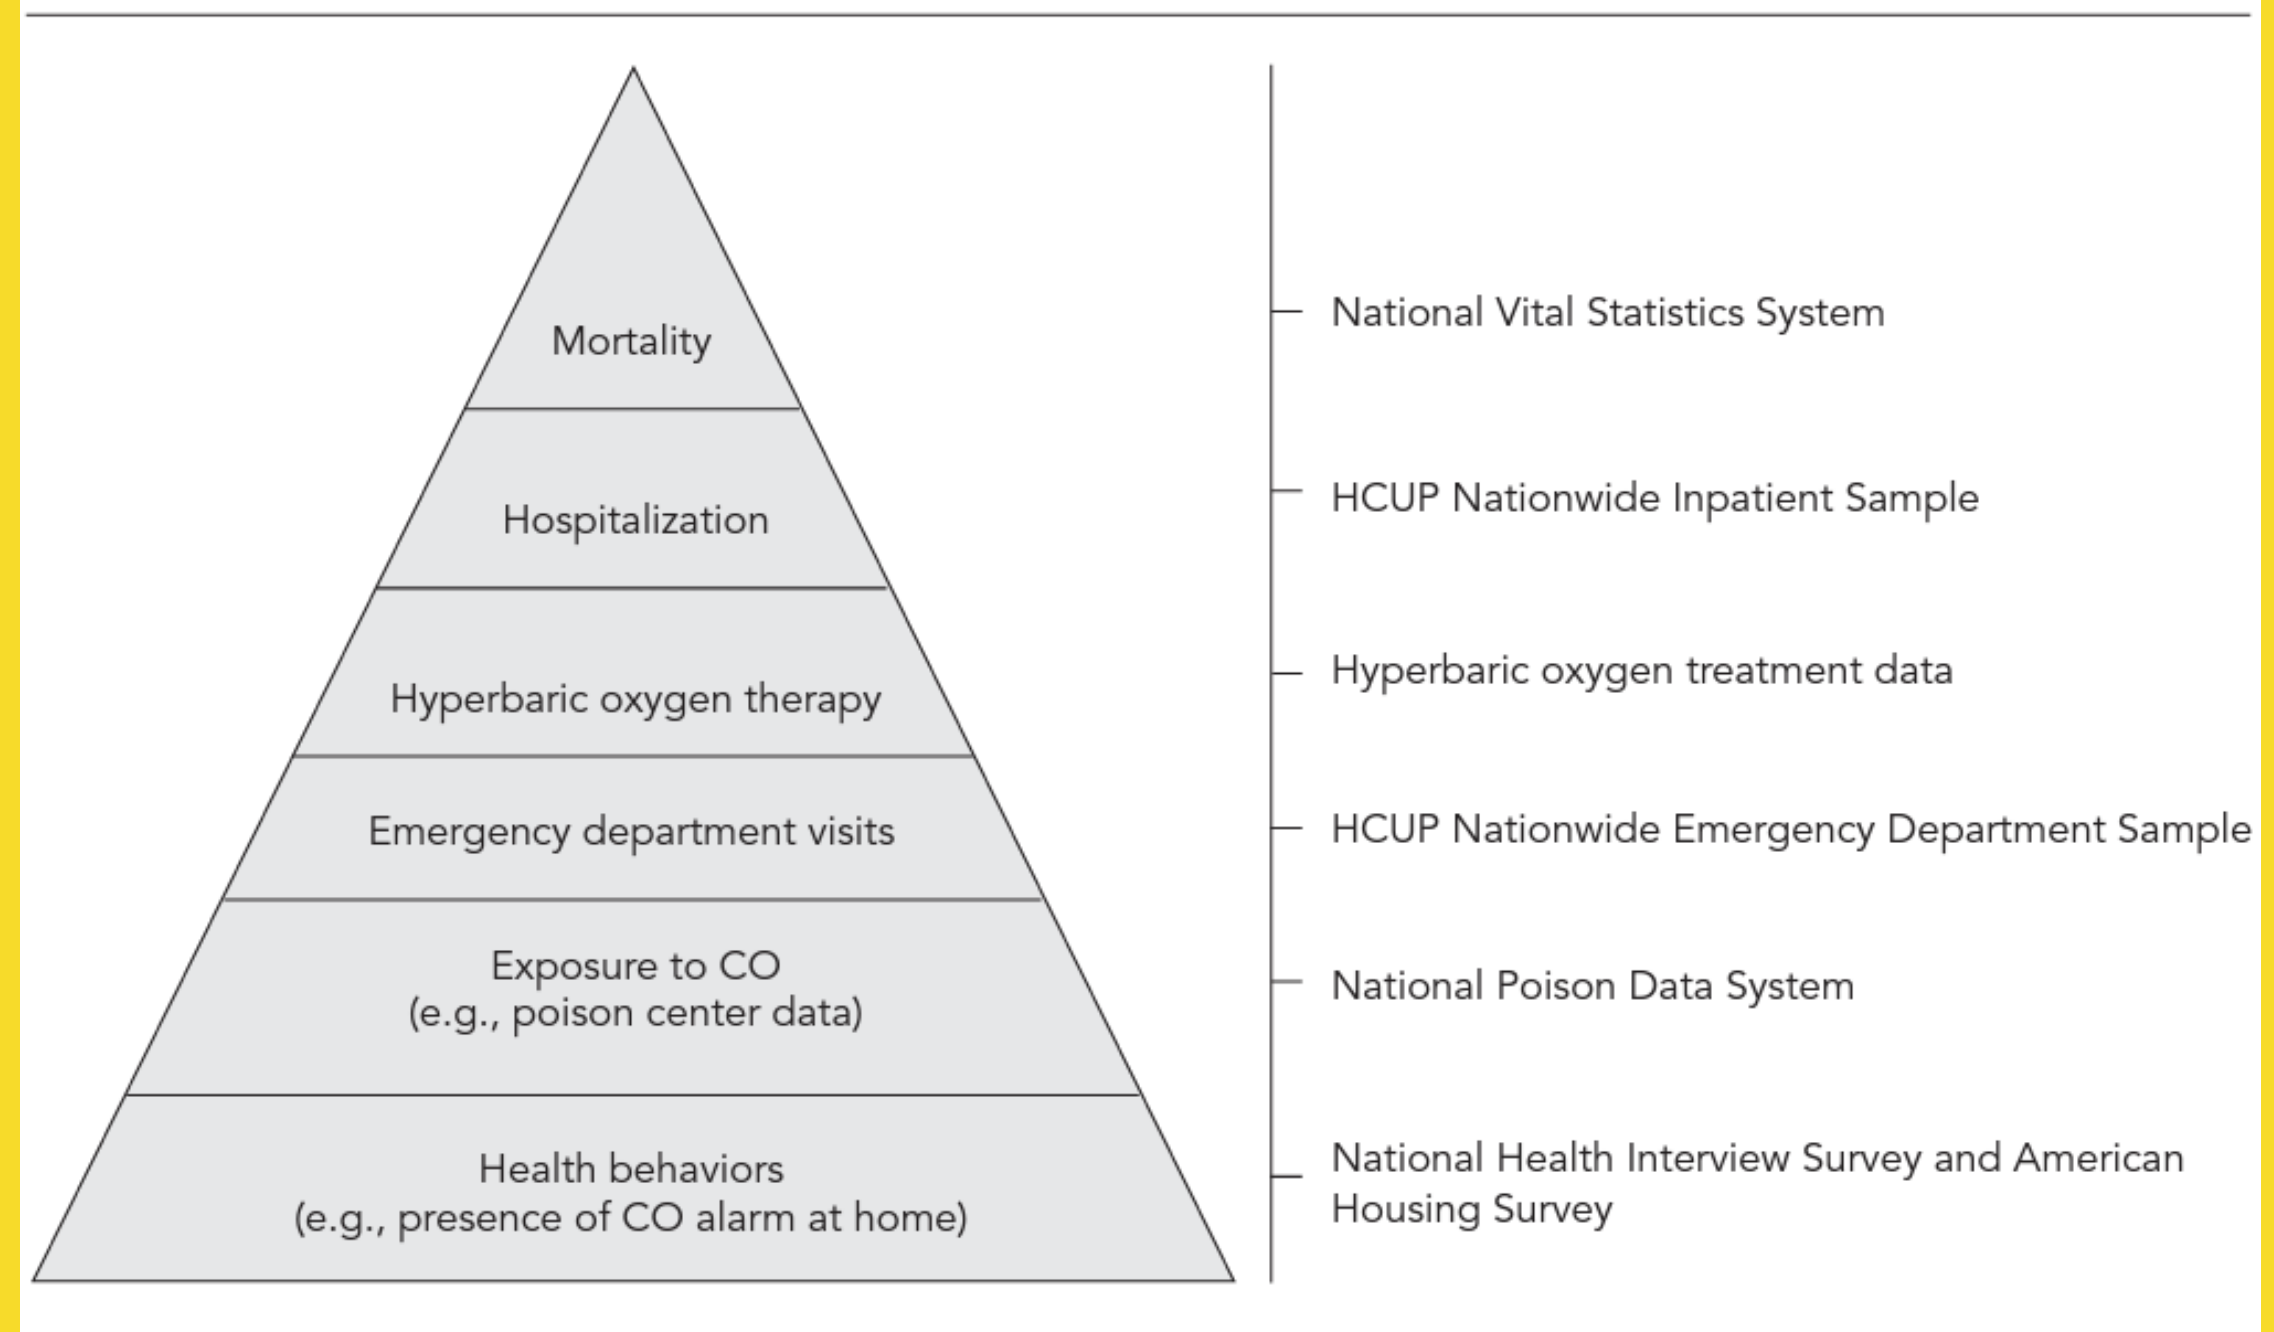 Mortality
National Vital Statistics System
Hospitalization
HCUP Nationwide Inpatient Sample
Hyperbaric oxygen therapy
Hyperbaric oxygen treatment data
Emergency department visits
HCUP Nationwide Emergency Department Sample
Exposure to CO
(e.g., poison center data)
National Poison Data System
Health behaviors
(e.g., presence of CO alarm at home)
National Health Interview Survey and American
Housing Survey